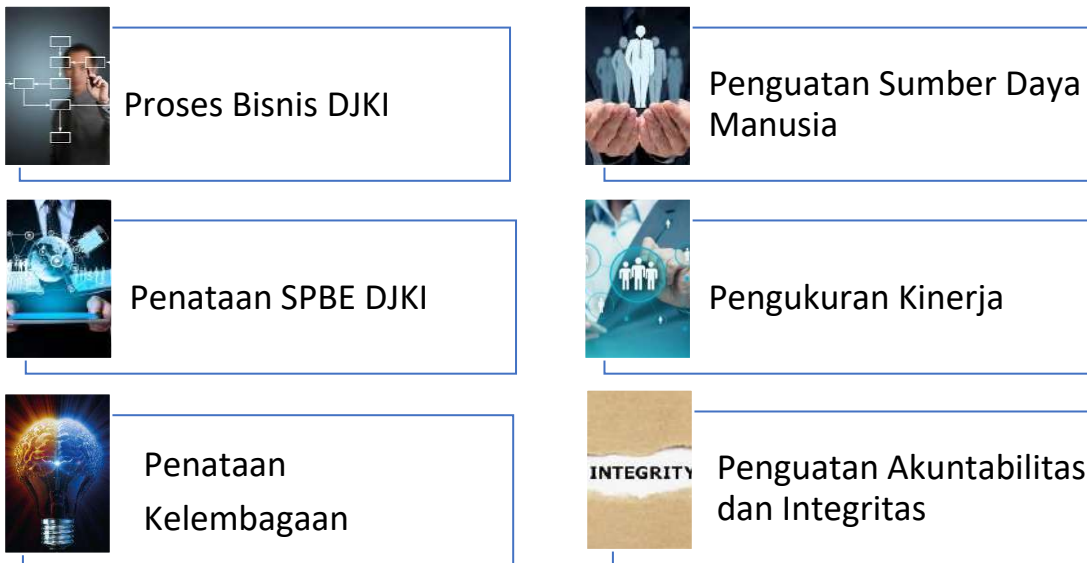 Proses Bisnis DJKI
Penataan SPBE DJKI
Penataan
Kelembagaan
Penguatan Sumber Daya
Manusia
Pengukuran Kinerja
INTEGRITY
Penguatan Akuntabilitas
dan Integritas